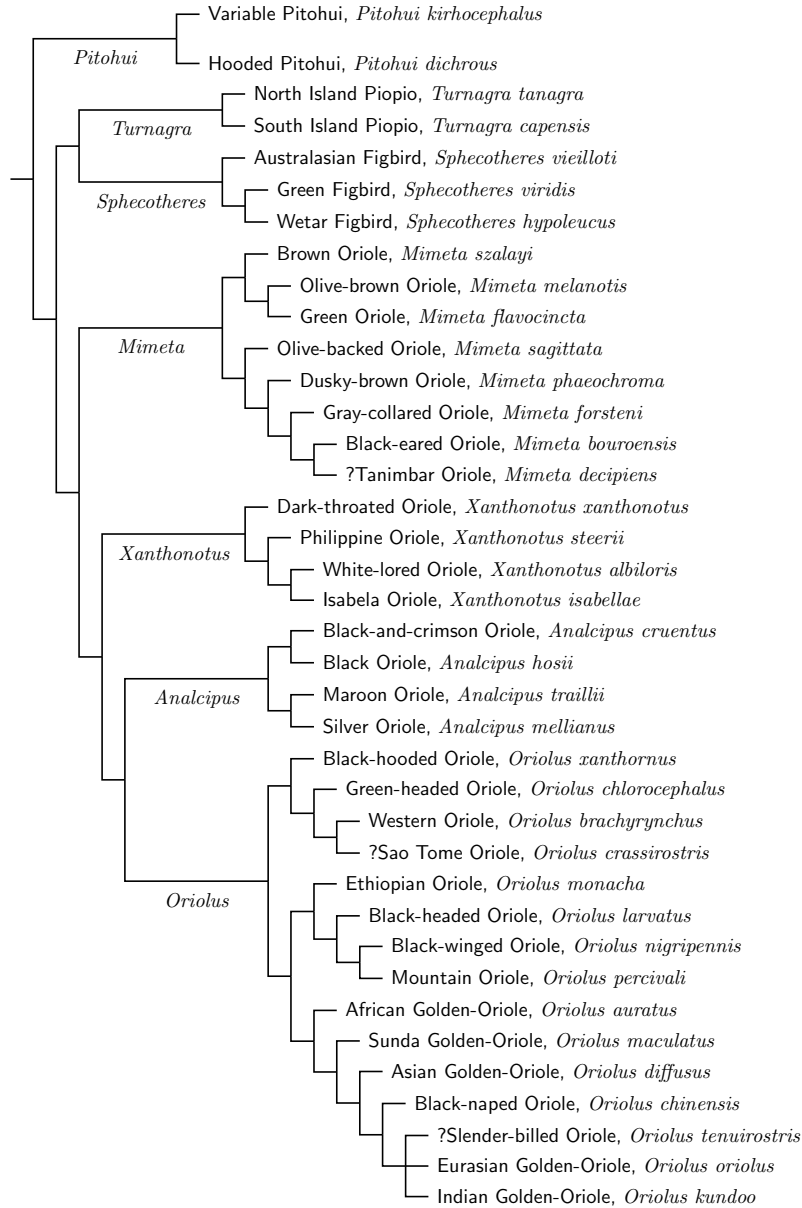 Variable Pitohui, Pitohui kirhocephalus
Pitohui
Hooded Pitohui, Pitohui dichrous
North Island Piopio, Turnagra tanagra
Turnagra
South Island Piopio, Turnagra capensis
Australasian Figbird, Sphecotheres vieilloti
Green Figbird, Sphecotheres viridis
Sphecotheres
Wetar Figbird, Sphecotheres hypoleucus
Brown Oriole, Mimeta szalayi
Olive-brown Oriole, Mimeta melanotis
Green Oriole, Mimeta flavocincta
Mimeta
Olive-backed Oriole, Mimeta sagittata
Dusky-brown Oriole, Mimeta phaeochroma
Gray-collared Oriole, Mimeta forsteni
Black-eared Oriole, Mimeta bouroensis
?Tanimbar Oriole, Mimeta decipiens
Dark-throated Oriole, Xanthonotus xanthonotus
Philippine Oriole, Xanthonotus steerii
Xanthonotus
White-lored Oriole, Xanthonotus albiloris
Isabela Oriole, Xanthonotus isabellae
Black-and-crimson Oriole, Analcipus cruentus
Black Oriole, Analcipus hosii
Analcipus
Maroon Oriole, Analcipus traillii
Silver Oriole, Analcipus mellianus
Black-hooded Oriole, Oriolus xanthornus
Green-headed Oriole, Oriolus chlorocephalus
Western Oriole, Oriolus brachyrynchus
?Sao Tome Oriole, Oriolus crassirostris
Ethiopian Oriole, Oriolus monacha
Oriolus
Black-headed Oriole, Oriolus larvatus
Black-winged Oriole, Oriolus nigripennis
Mountain Oriole, Oriolus percivali
African Golden-Oriole, Oriolus auratus
Sunda Golden-Oriole, Oriolus maculatus
Asian Golden-Oriole, Oriolus diffusus
Black-naped Oriole, Oriolus chinensis
?Slender-billed Oriole, Oriolus tenuirostris
Eurasian Golden-Oriole, Oriolus oriolus
Indian Golden-Oriole, Oriolus kundoo